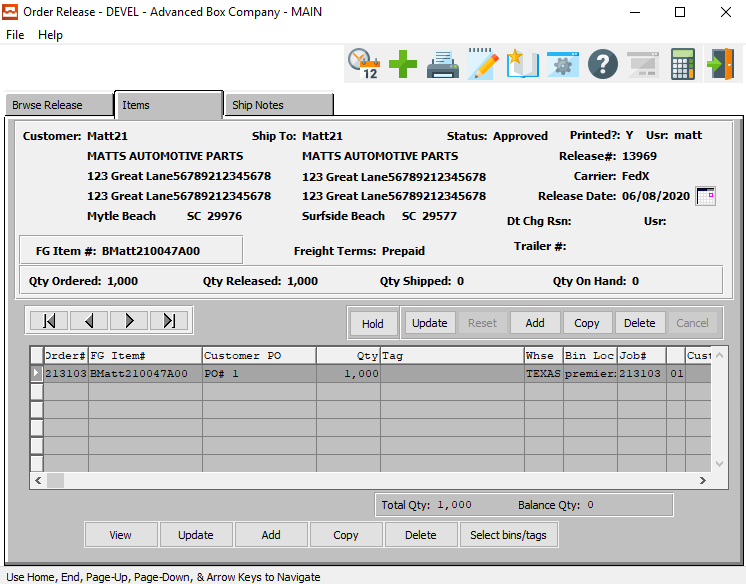 Order Release - DEVEL - Advanced Box Company - MAIN
File Help
12
Brwse Release Items Ship Notes
Customer: Matt21 Ship To: Matt21 Status: Approved Printed?: Y Usr: matt
MATTS AUTOMOTIVE PARTS MATTS AUTOMOTIVE PARTS Release#: 13969
123 Great Lane56789212345678 123 Great Lane56789212345678 Carrier: FedX
123 Great Lane56789212345678 123 Great Lane56789212345678 Release Date: 06/08/2020
Mytle Beach SC 29976 Surfside Beach SC 29577 Dt Chg Rsn: Usr:
FG Item #: BMatt210047A00 Freight Terms: Prepaid Trailer #:
Qty Ordered: 1,000 Qty Released: 1,000 Qty Shipped: 0 Qty On Hand: 0
Hold Update Reset Add Copy Delete Cancel
Order# FG Item# Customer PO Qty Tag Whse Bin Loc Job# Cust
213103 BMatt210047A00 PO# 1 1,000 TEXAS premier 213103 01
Total Qty: 1,000 Balance Qty: 0
View Update Add Copy Delete Select bins/tags
Use Home, End, Page-Up, Page-Down, & Arrow Keys to Navigate